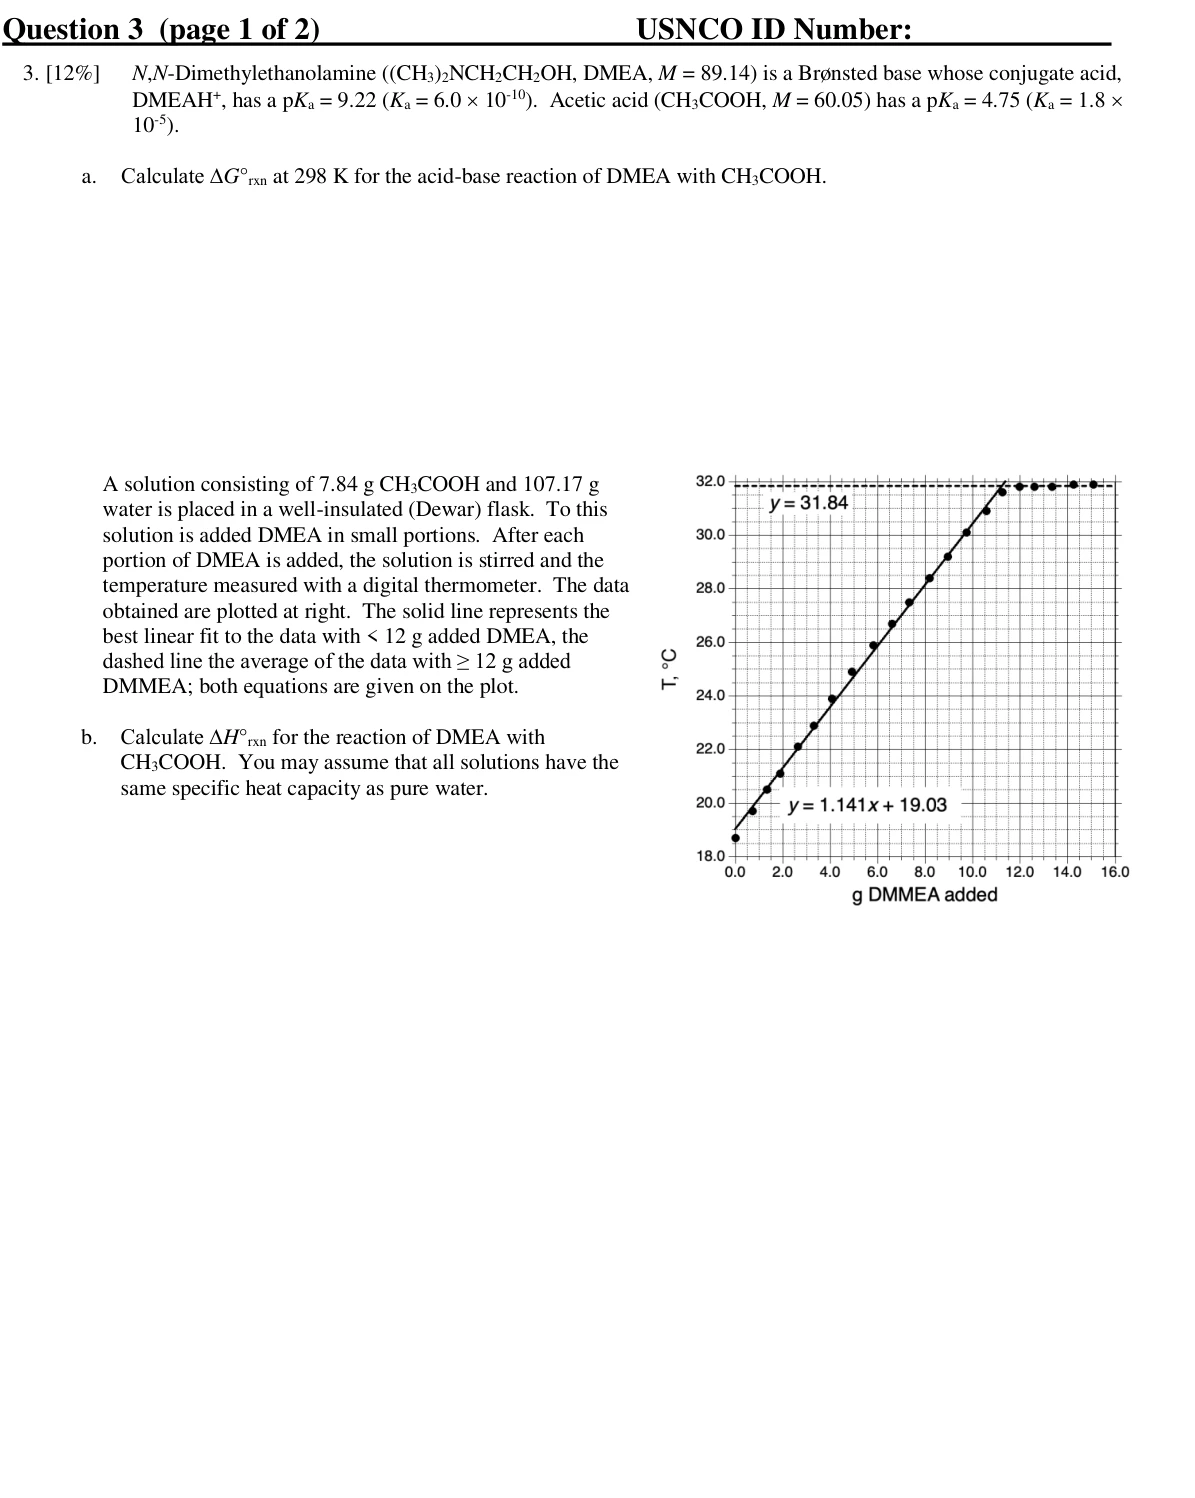 Question 3 (page 1 of 2) USNCO ID Number:
3. [12%] N,N-Dimethylethanolamine ((CH₃)₂NCH₂CH₂OH, DMEA, M = 89.14) is a Brønsted base whose conjugate acid,
DMEAH⁺, has a pKₐ = 9.22 (Kₐ = 6.0 × 10⁻¹⁰). Acetic acid (CH₃COOH, M = 60.05) has a pKₐ = 4.75 (Kₐ = 1.8 ×
10⁻⁵).
a. Calculate ΔG°rxn at 298 K for the acid-base reaction of DMEA with CH₃COOH.
A solution consisting of 7.84 g CH₃COOH and 107.17 g
water is placed in a well-insulated (Dewar) flask. To this
solution is added DMEA in small portions. After each
portion of DMEA is added, the solution is stirred and the
temperature measured with a digital thermometer. The data
obtained are plotted at right. The solid line represents the
best linear fit to the data with < 12 g added DMEA, the
dashed line the average of the data with ≥ 12 g added
DMMEA; both equations are given on the plot.
b. Calculate ΔH°rxn for the reaction of DMEA with
CH₃COOH. You may assume that all solutions have the
same specific heat capacity as pure water.
32.0
y = 31.84
30.0
28.0
26.0
T, °C
24.0
22.0
20.0
y = 1.141x + 19.03
18.0
0.0 2.0 4.0 6.0 8.0 10.0 12.0 14.0 16.0
g DMMEA added